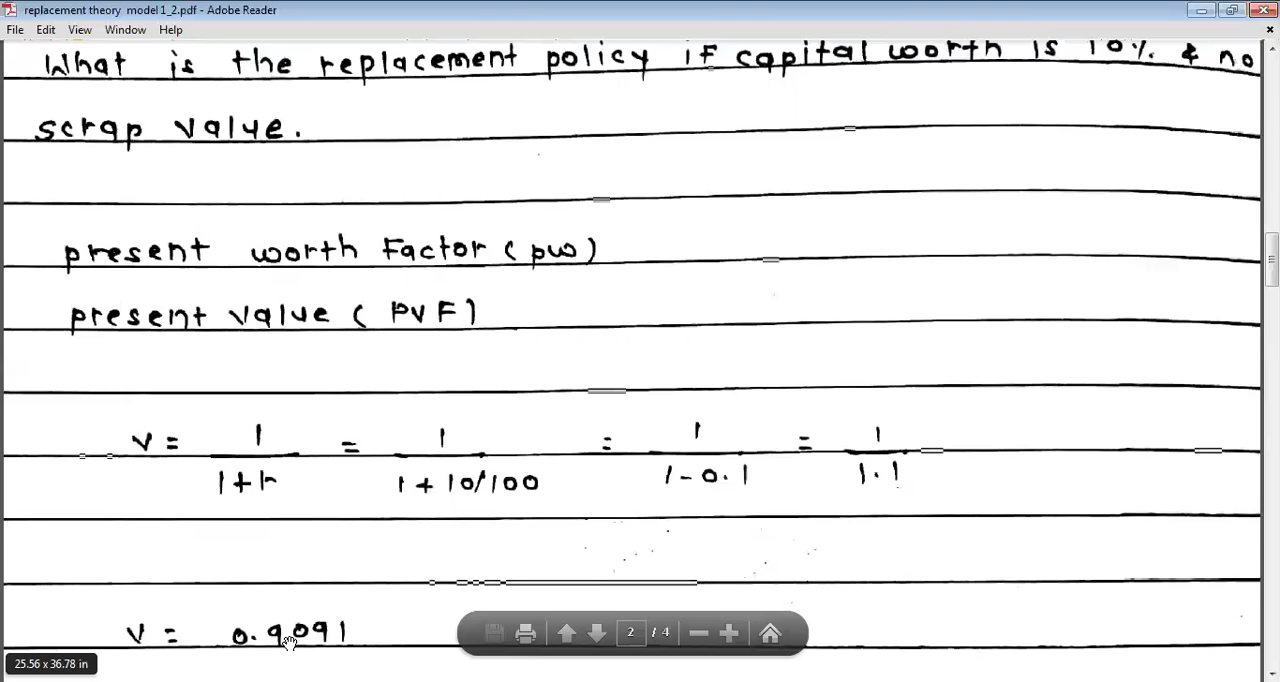 replacement theory model 1_2.pdf - Adobe Reader
File Edit View Window Help
What is the replacement policy if capital worth is 10% & no
scrap value.
present worth Factor (pw)
present value ( PVF)
v = 1/(1+r) = 1/(1+10/100) = 1/(1-0.1) = 1/1.1
v = 0.9091
2 / 4
25.56 x 36.78 in